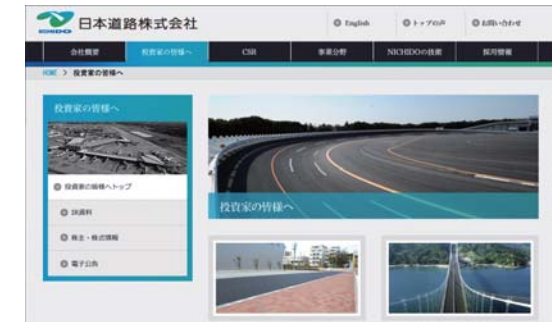 日本道路株式会社
NICHIDO
English
トップの声
お問い合わせ
会社概要
投資家の皆様へ
CSR
事業分野
NICHIDOの技術
採用情報
HOME > 投資家の皆様へ
投資家の皆様へ
投資家の皆様へトップ
IR資料
株主・株式情報
電子公告
投資家の皆様へ